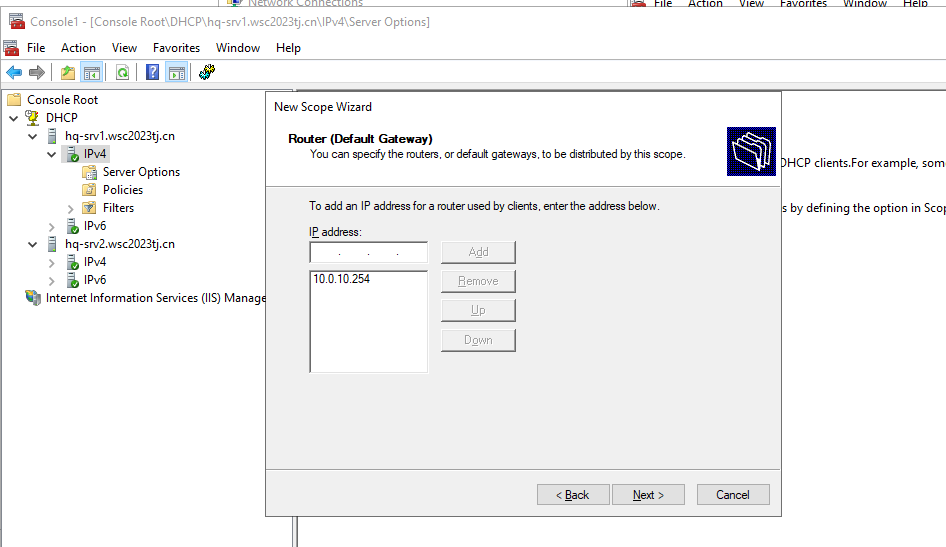 Network Connections
File Action View Favorites Window Help
Console1 - [Console Root\DHCP\hq-srv1.wsc2023tj.cn\IPv4\Server Options]
File Action View Favorites Window Help
Console Root
DHCP
hq-srv1.wsc2023tj.cn
IPv4
Server Options
Policies
Filters
IPv6
hq-srv2.wsc2023tj.cn
IPv4
IPv6
Internet Information Services (IIS) Manage
New Scope Wizard
Router (Default Gateway)
You can specify the routers, or default gateways, to be distributed by this scope.
To add an IP address for a router used by clients, enter the address below.
IP address:
. . .
Add
10.0.10.254
Remove
Up
Down
< Back
Next >
Cancel
DHCP clients.For example, som
s by defining the option in Scop